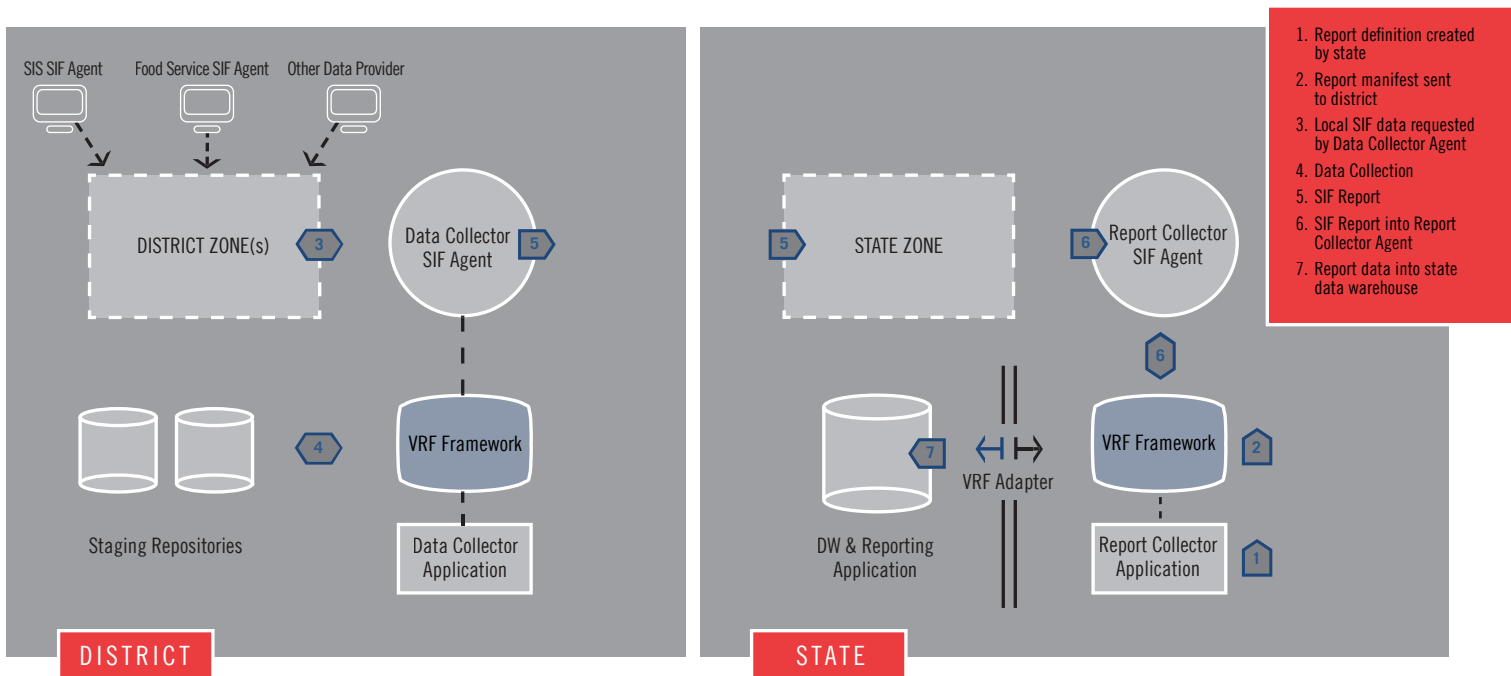 SIS SIF Agent
Food Service SIF Agent
Other Data Provider
DISTRICT ZONE(s)
3
Data Collector
SIF Agent
5
4
VRF Framework
Staging Repositories
Data Collector
Application
DISTRICT
5
STATE ZONE
6
Report Collector
SIF Agent
6
7
VRF Adapter
VRF Framework
2
DW & Reporting
Application
Report Collector
Application
1
STATE
1. Report definition created
by state
2. Report manifest sent
to district
3. Local SIF data requested
by Data Collector Agent
4. Data Collection
5. SIF Report
6. SIF Report into Report
Collector Agent
7. Report data into state
data warehouse